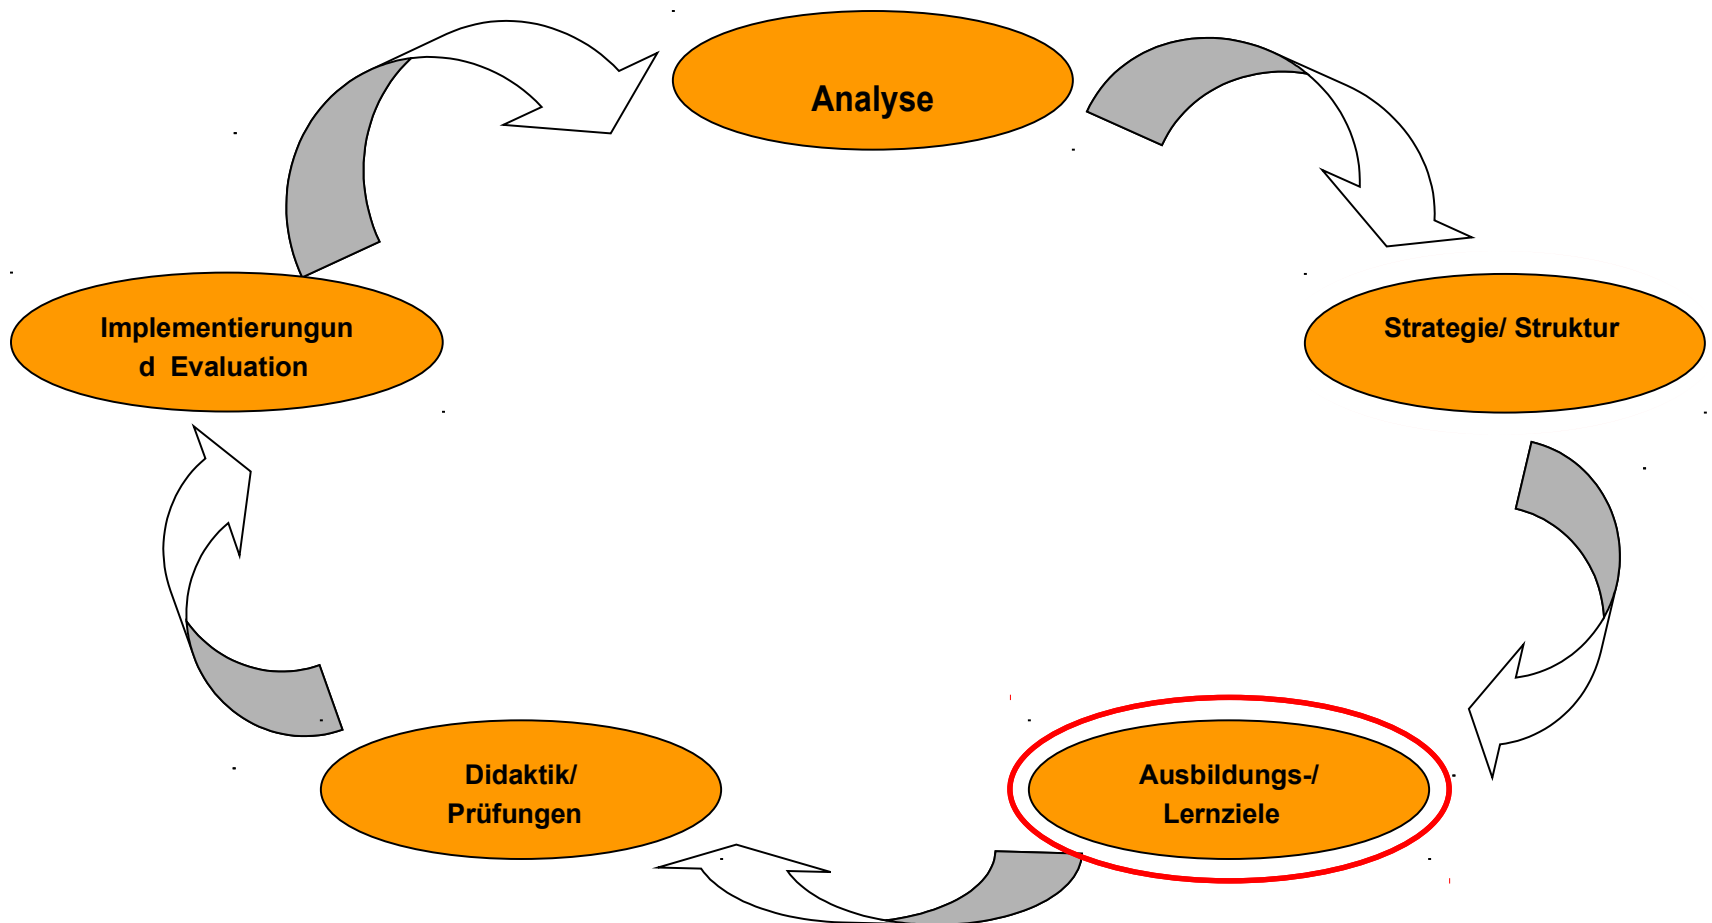 Analyse
Implementierungun
d Evaluation
Strategie/ Struktur
Didaktik/
Prüfungen
Ausbildungs-/
Lernziele